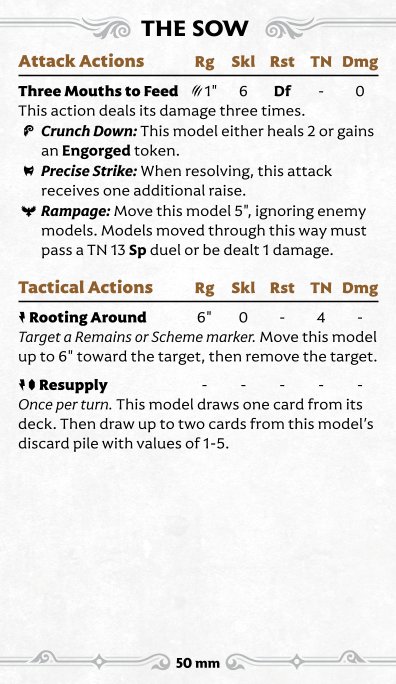 THE SOW
Attack Actions Rg Skl Rst TN Dmg
Three Mouths to Feed 1" 6 Df - 0
This action deals its damage three times.
Crunch Down: This model either heals 2 or gains
an Engorged token.
Precise Strike: When resolving, this attack
receives one additional raise.
Rampage: Move this model 5", ignoring enemy
models. Models moved through this way must
pass a TN 13 Sp duel or be dealt 1 damage.
Tactical Actions Rg Skl Rst TN Dmg
Rooting Around 6" 0 - 4 -
Target a Remains or Scheme marker. Move this model
up to 6" toward the target, then remove the target.
Resupply - - - - -
Once per turn. This model draws one card from its
deck. Then draw up to two cards from this model's
discard pile with values of 1-5.
50 mm